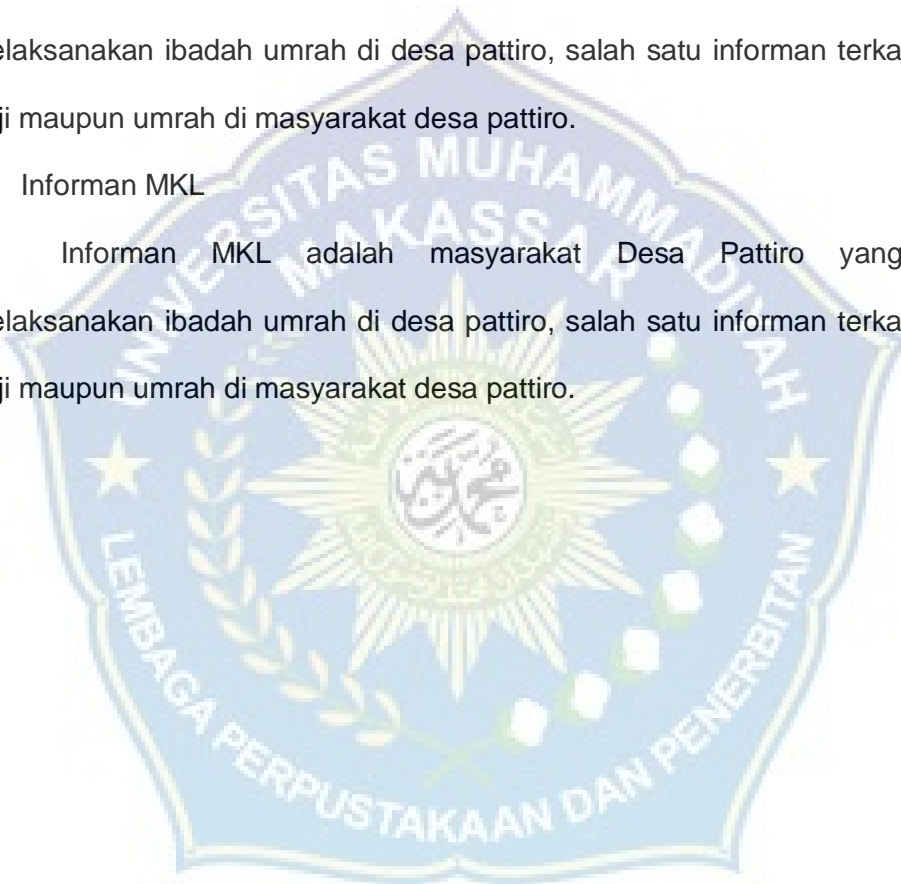 elaksanakan ibadah umrah di desa pattiro, salah satu informan terka
ji maupun umrah di masyarakat desa pattiro.
Informan MKL
Informan MKL adalah masyarakat Desa Pattiro yang
elaksanakan ibadah umrah di desa pattiro, salah satu informan terka
ji maupun umrah di masyarakat desa pattiro.
UNIVERSITAS MUHAMMADIYAH
MAKASSAR
LEMBAGA PERPUSTAKAAN DAN PENERBITAN